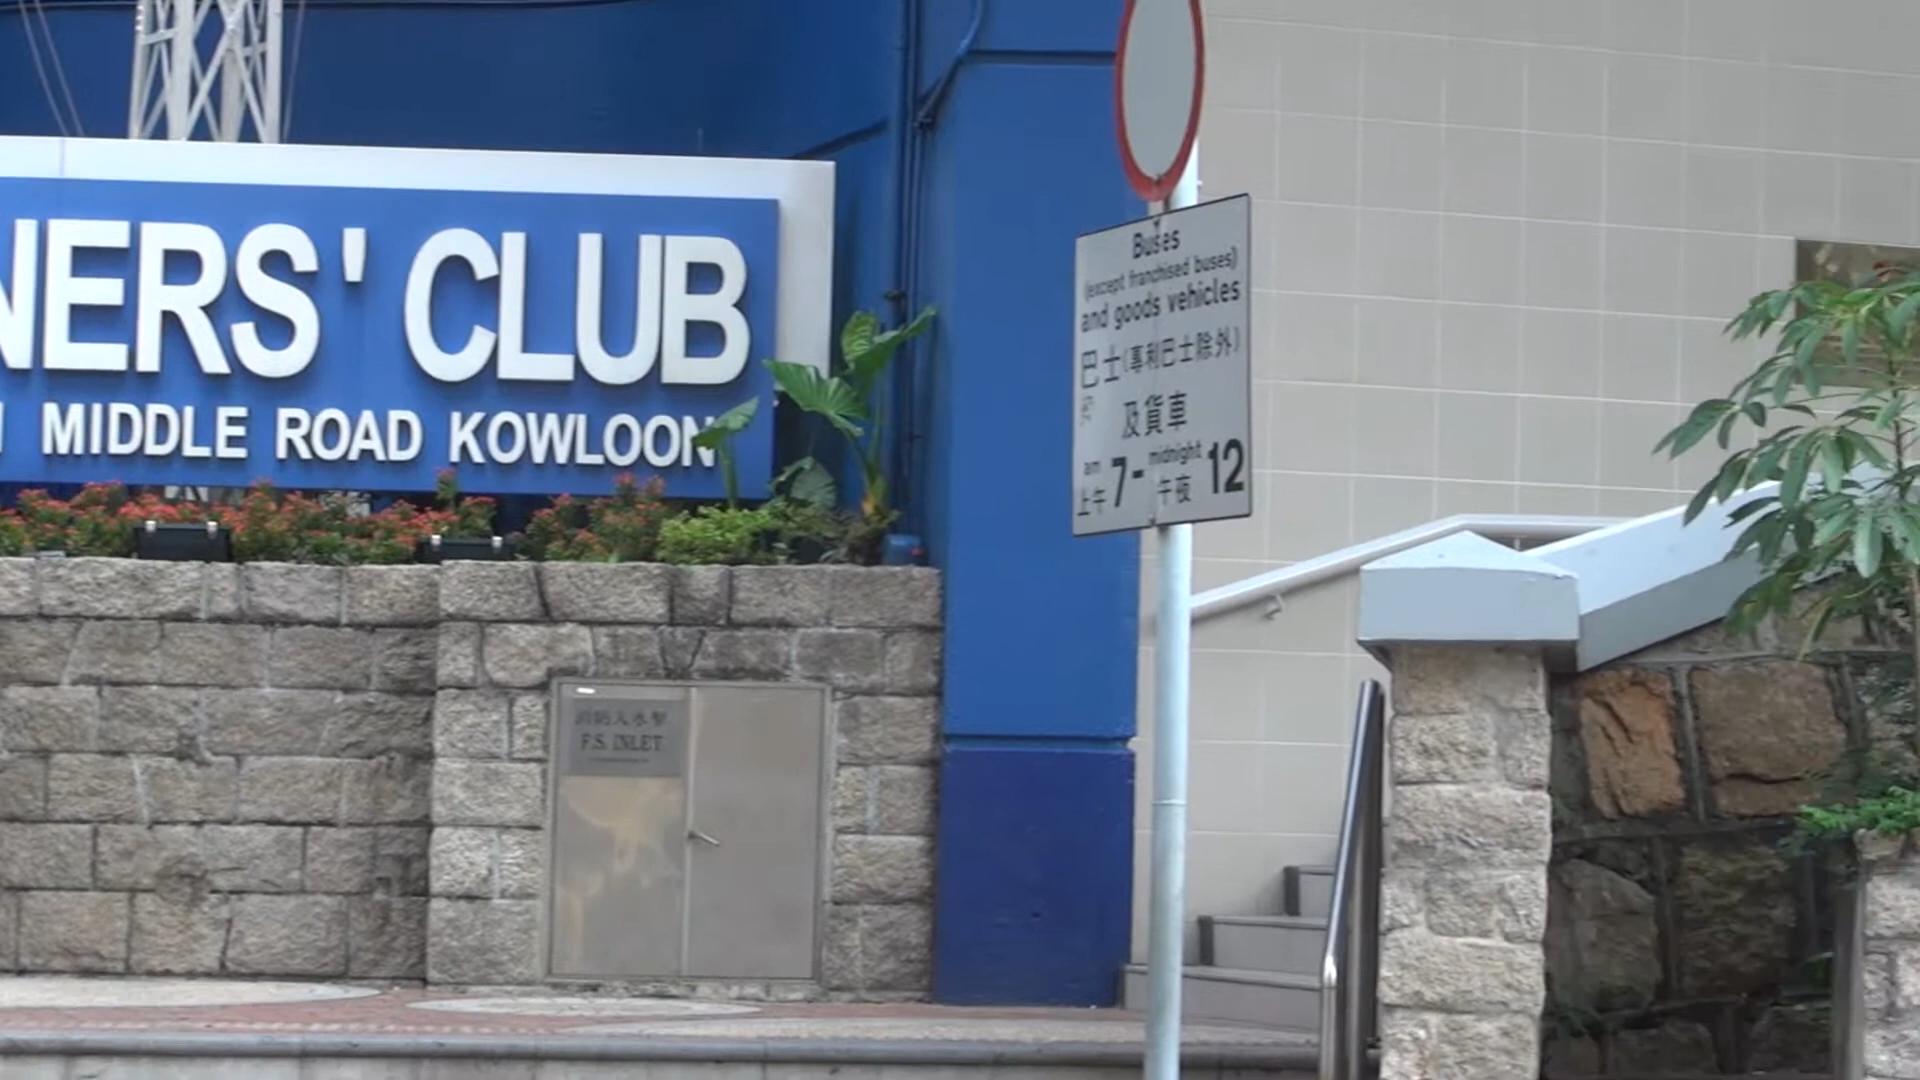 NERS' CLUB
MIDDLE ROAD KOWLOON
Buses
(except franchised buses)
and goods vehicles
巴士(專利巴士除外)
及貨車
am 7 - midnight 12
上午 午夜
消防入水掣
F.S. INLET